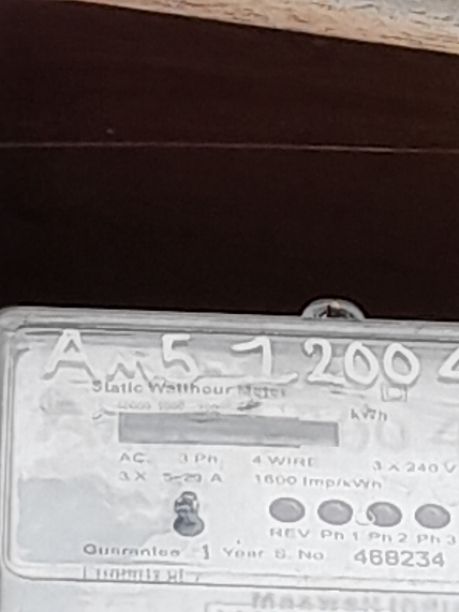 Am5-1200
Static Watthour Meter
kWh
AC. 3 Ph. 4 WIRE 3 x 240 V
3 X 5-20 A 1600 Imp/kWh
REV Ph 1 Ph 2 Ph 3
Guarantee 1 Year S. No 468234